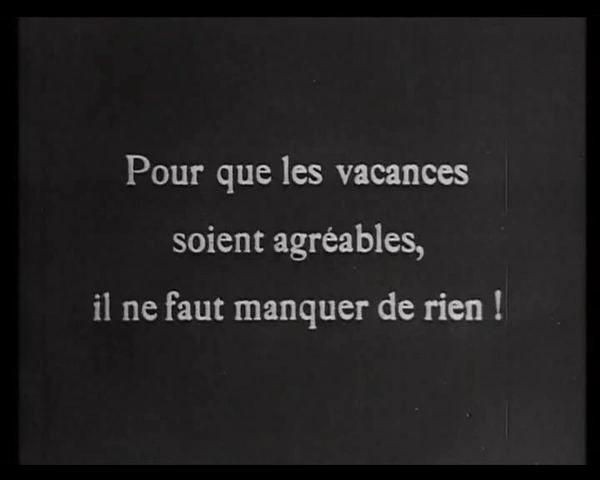 Pour que les vacances
soient agréables,
il ne faut manquer de rien !